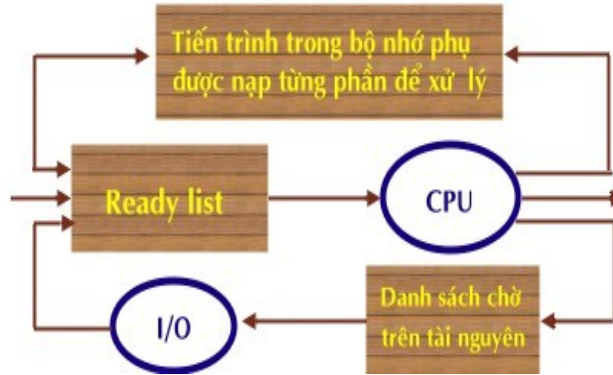 Tiến trình trong bộ nhớ phụ
được nạp từng phần để xử lý
Ready list
CPU
I/O
Danh sách chờ
trên tài nguyên